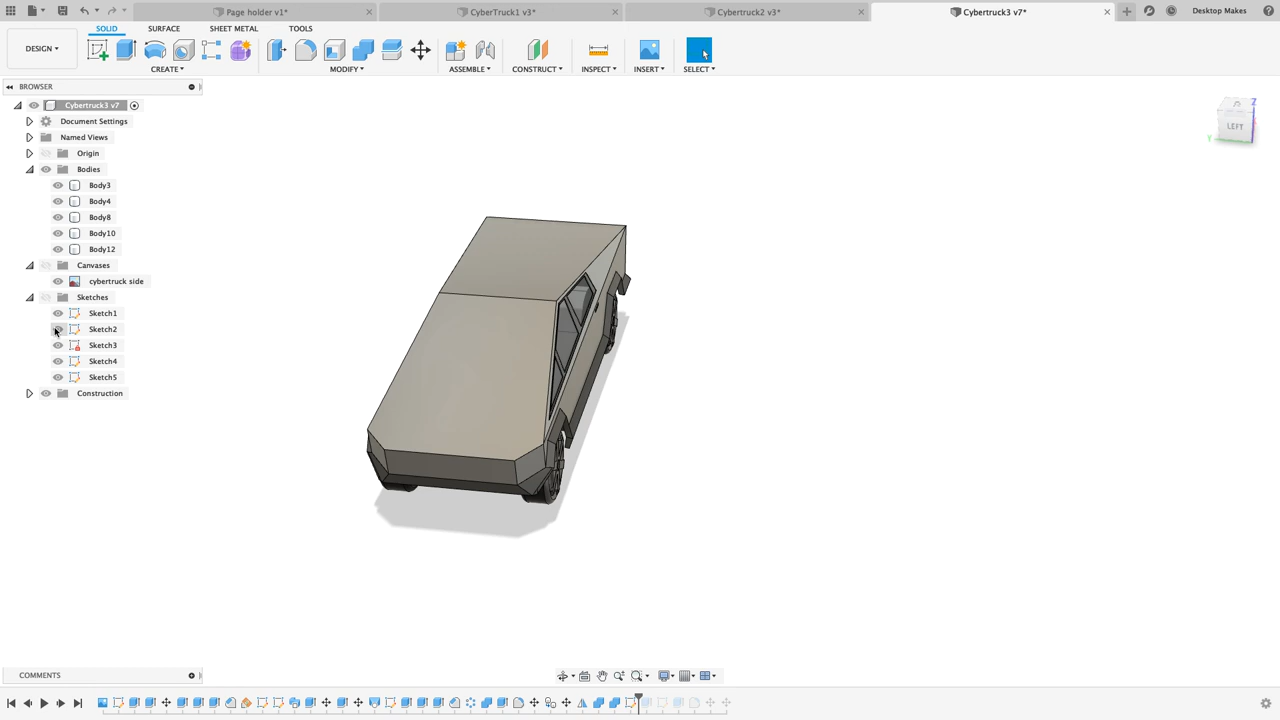 Page holder v1*
CyberTruck1 v3*
Cybertruck2 v3*
Cybertruck3 v7*
Desktop Makes
SOLID
SURFACE
SHEET METAL
TOOLS
DESIGN
CREATE
MODIFY
ASSEMBLE
CONSTRUCT
INSPECT
INSERT
SELECT
BROWSER
Cybertruck3 v7
Document Settings
Named Views
Origin
Bodies
Body3
Body4
Body8
Body10
Body12
Canvases
cybertruck side
Sketches
Sketch1
Sketch2
Sketch3
Sketch4
Sketch5
Construction
Z
LEFT
Y
COMMENTS